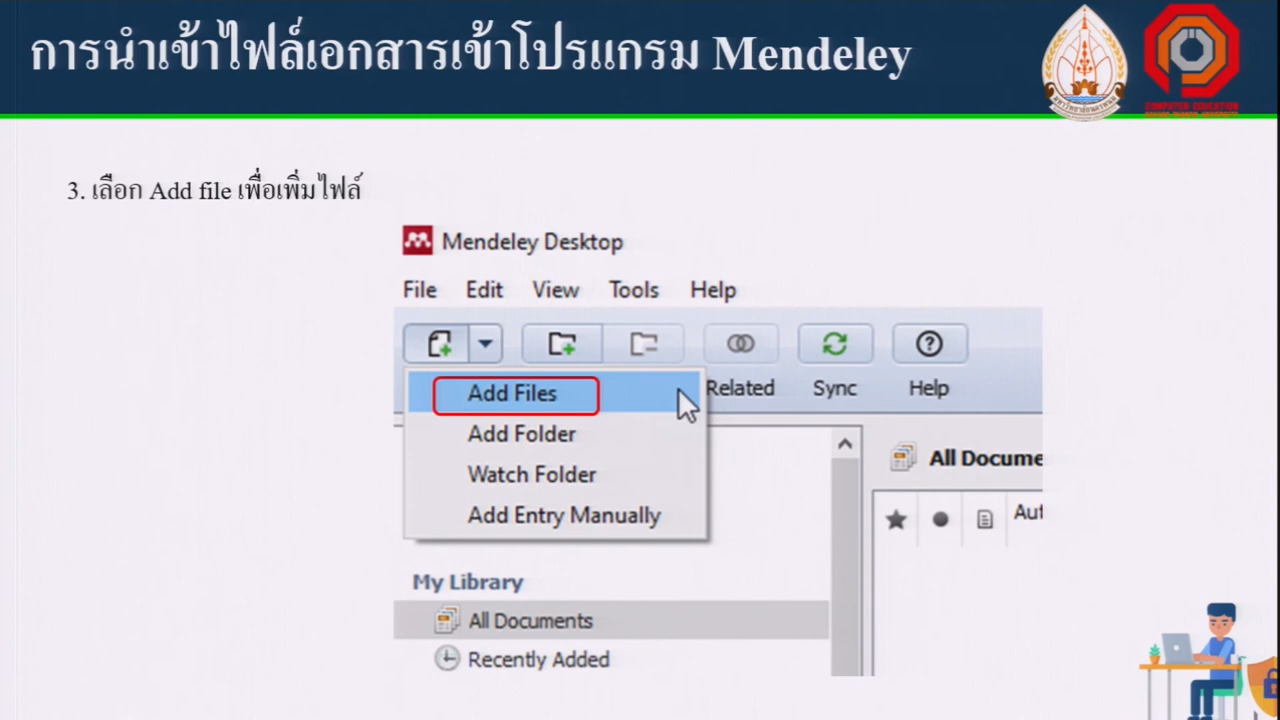 การนำเข้าไฟล์เอกสารเข้าโปรแกรม Mendeley
3. เลือก Add file เพื่อเพิ่มไฟล์
Mendeley Desktop
File Edit View Tools Help
Related Sync Help
Add Files
Add Folder
Watch Folder
Add Entry Manually
All Docume
Aut
My Library
All Documents
Recently Added
COMPUTER EDUCATION